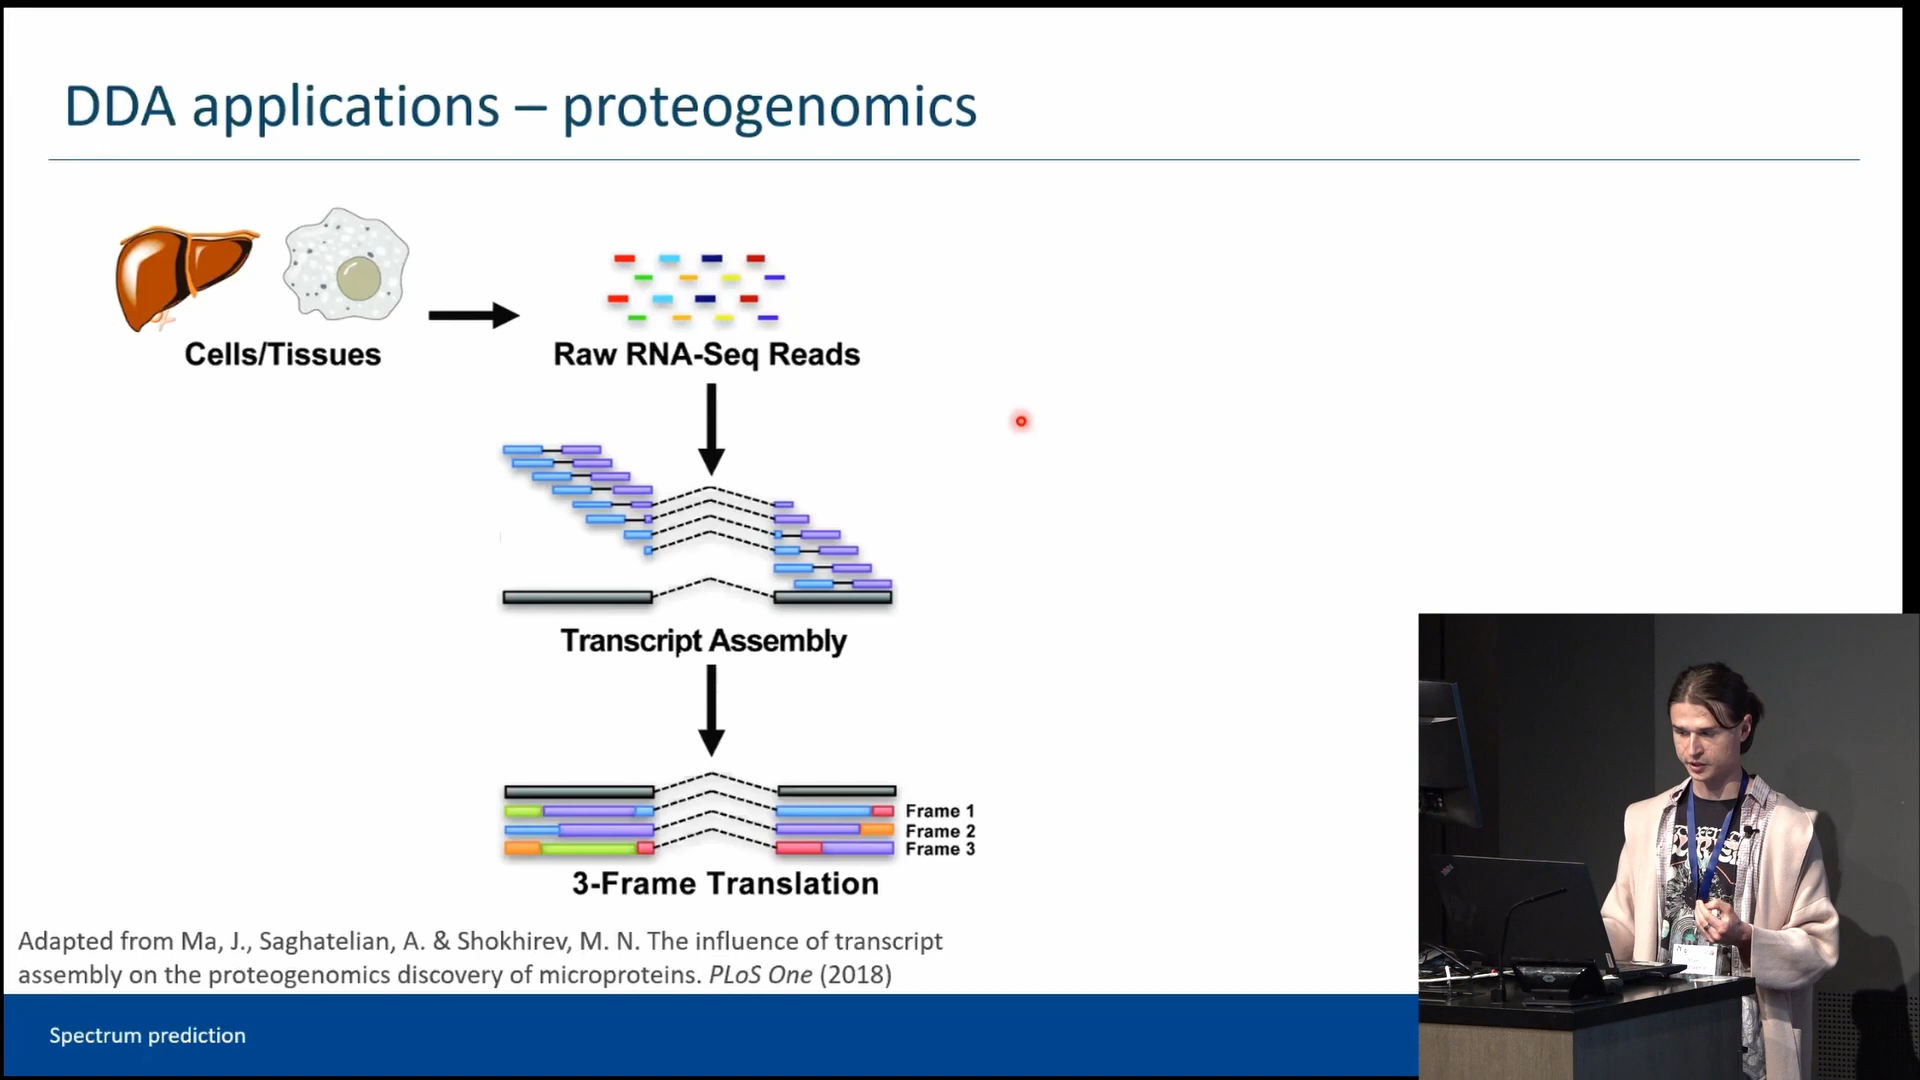 DDA applications – proteogenomics
Cells/Tissues
Raw RNA-Seq Reads
Transcript Assembly
Frame 1
Frame 2
Frame 3
3-Frame Translation
Adapted from Ma, J., Saghatelian, A. & Shokhirev, M. N. The influence of transcript
assembly on the proteogenomics discovery of microproteins. PLoS One (2018)
Spectrum prediction